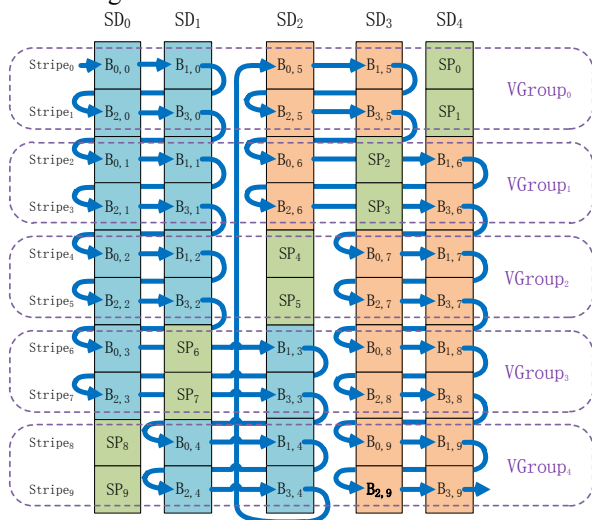 SD0 SD1 SD2 SD3 SD4
Stripe0 B0,0 B1,0 B0,5 B1,5 SP0
VGroup0
Stripe1 B2,0 B3,0 B2,5 B3,5 SP1
Stripe2 B0,1 B1,1 B0,6 SP2 B1,6
VGroup1
Stripe3 B2,1 B3,1 B2,6 SP3 B3,6
Stripe4 B0,2 B1,2 SP4 B0,7 B1,7
VGroup2
Stripe5 B2,2 B3,2 SP5 B2,7 B3,7
Stripe6 B0,3 SP6 B1,3 B0,8 B1,8
VGroup3
Stripe7 B2,3 SP7 B3,3 B2,8 B3,8
Stripe8 SP8 B0,4 B1,4 B0,9 B1,9
VGroup4
Stripe9 SP9 B2,4 B3,4 B2,9 B3,9